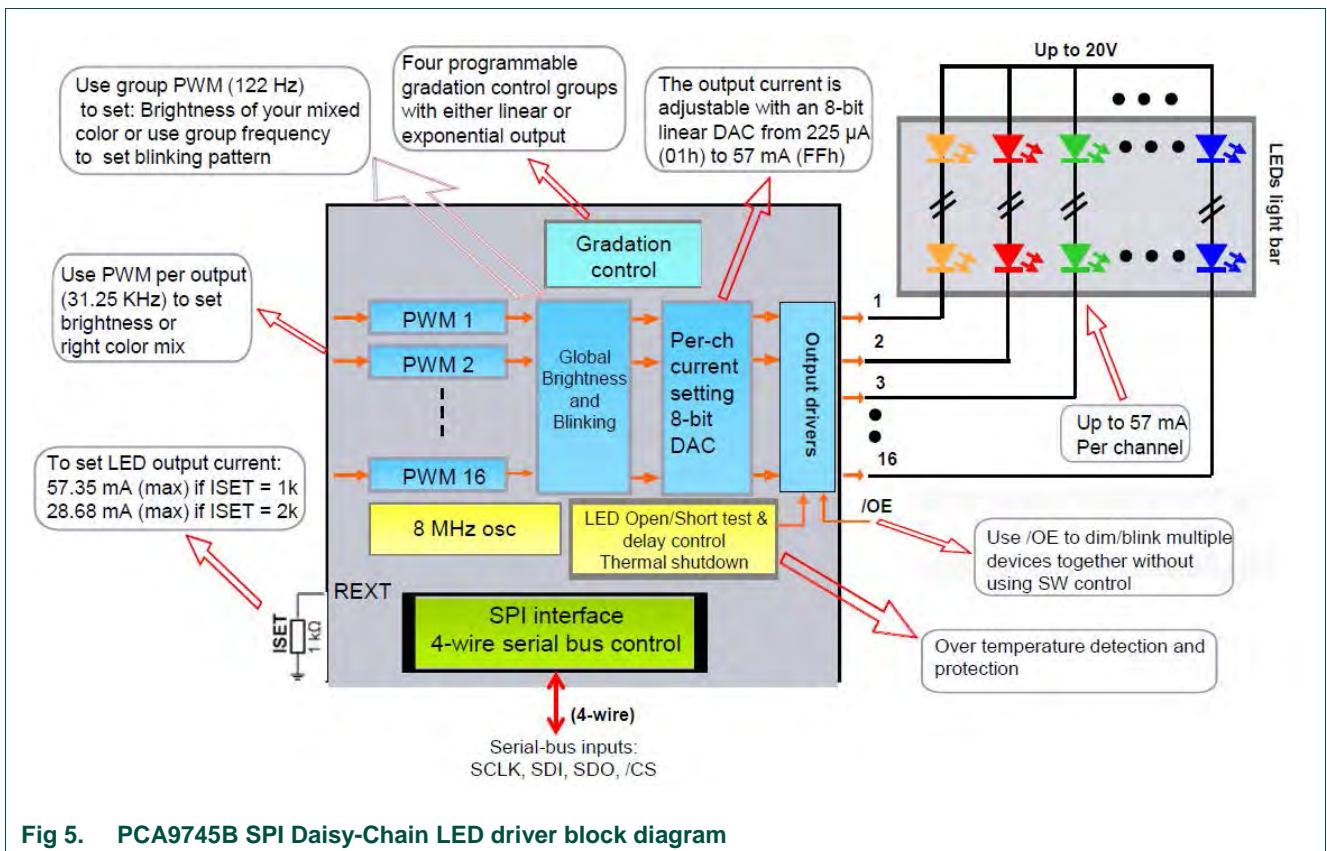 Use group PWM (122 Hz)
to set: Brightness of your mixed
color or use group frequency
to set blinking pattern
Four programmable
gradation control groups
with either linear or
exponential output
The output current is
adjustable with an 8-bit
linear DAC from 225 µA
(01h) to 57 mA (FFh)
Up to 20V
LEDs light bar
Use PWM per output
(31.25 KHz) to set
brightness or
right color mix
Gradation
control
PWM 1
PWM 2
PWM 16
Global
Brightness
and
Blinking
Per-ch
current
setting
8-bit
DAC
Output drivers
1
2
3
16
/OE
Up to 57 mA
Per channel
To set LED output current:
57.35 mA (max) if ISET = 1k
28.68 mA (max) if ISET = 2k
8 MHz osc
LED Open/Short test &
delay control
Thermal shutdown
Use /OE to dim/blink multiple
devices together without
using SW control
REXT
ISET
1 kΩ
SPI interface
4-wire serial bus control
Over temperature detection and
protection
(4-wire)
Serial-bus inputs:
SCLK, SDI, SDO, /CS
Fig 5. PCA9745B SPI Daisy-Chain LED driver block diagram